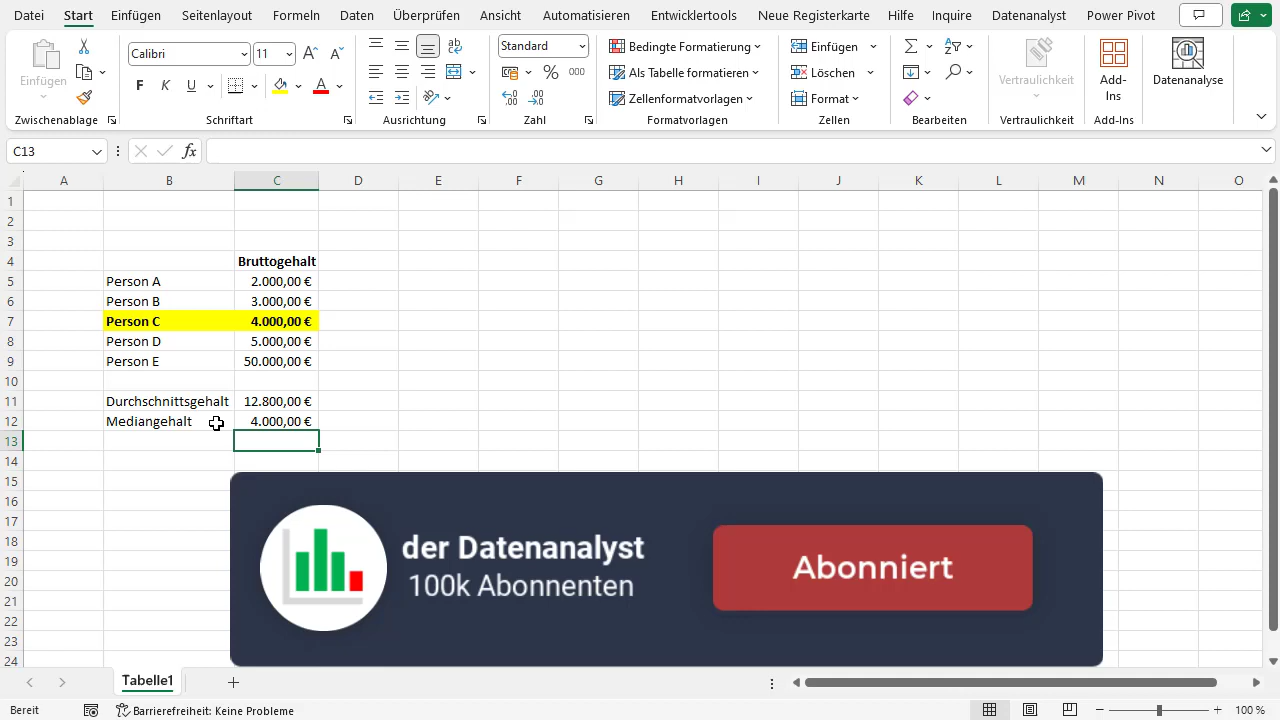 Datei Start Einfügen Seitenlayout Formeln Daten Überprüfen Ansicht Automatisieren Entwicklertools Neue Registerkarte Hilfe Inquire Datenanalyst Power Pivot
Einfügen
Zwischenablage
Calibri 11
F K U
Schriftart
Ausrichtung
Standard
% 000
Zahl
Bedingte Formatierung
Als Tabelle formatieren
Zellenformatvorlagen
Formatvorlagen
Einfügen
Löschen
Format
Zellen
Bearbeiten
Vertraulichkeit
Vertraulichkeit
Add-
Ins
Add-Ins
Datenanalyse
C13 fx
A B C D E F G H I J K L M N O
1
2
3
4 Bruttogehalt
5 Person A 2.000,00 €
6 Person B 3.000,00 €
7 Person C 4.000,00 €
8 Person D 5.000,00 €
9 Person E 50.000,00 €
10
11 Durchschnittsgehalt 12.800,00 €
12 Mediangehalt 4.000,00 €
13
14
15
16
17
18
19
20
21
22
23
24
der Datenanalyst
100k Abonnenten
Abonniert
Tabelle1
Bereit Barrierefreiheit: Keine Probleme 100 %